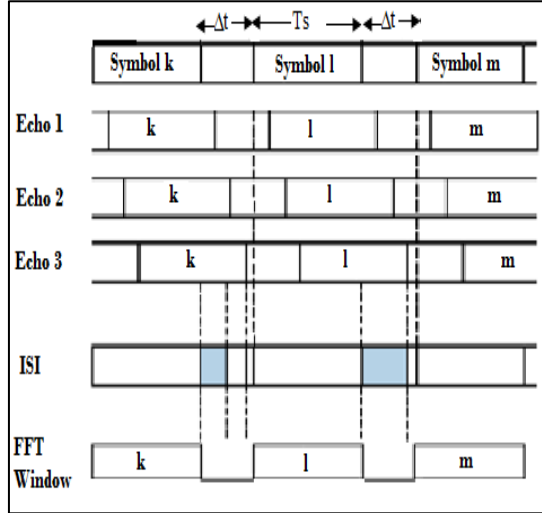 Δt Ts Δt
Symbol k Symbol l Symbol m
Echo 1 k l m
Echo 2 k l m
Echo 3 k l m
ISI
FFT
Window k l m